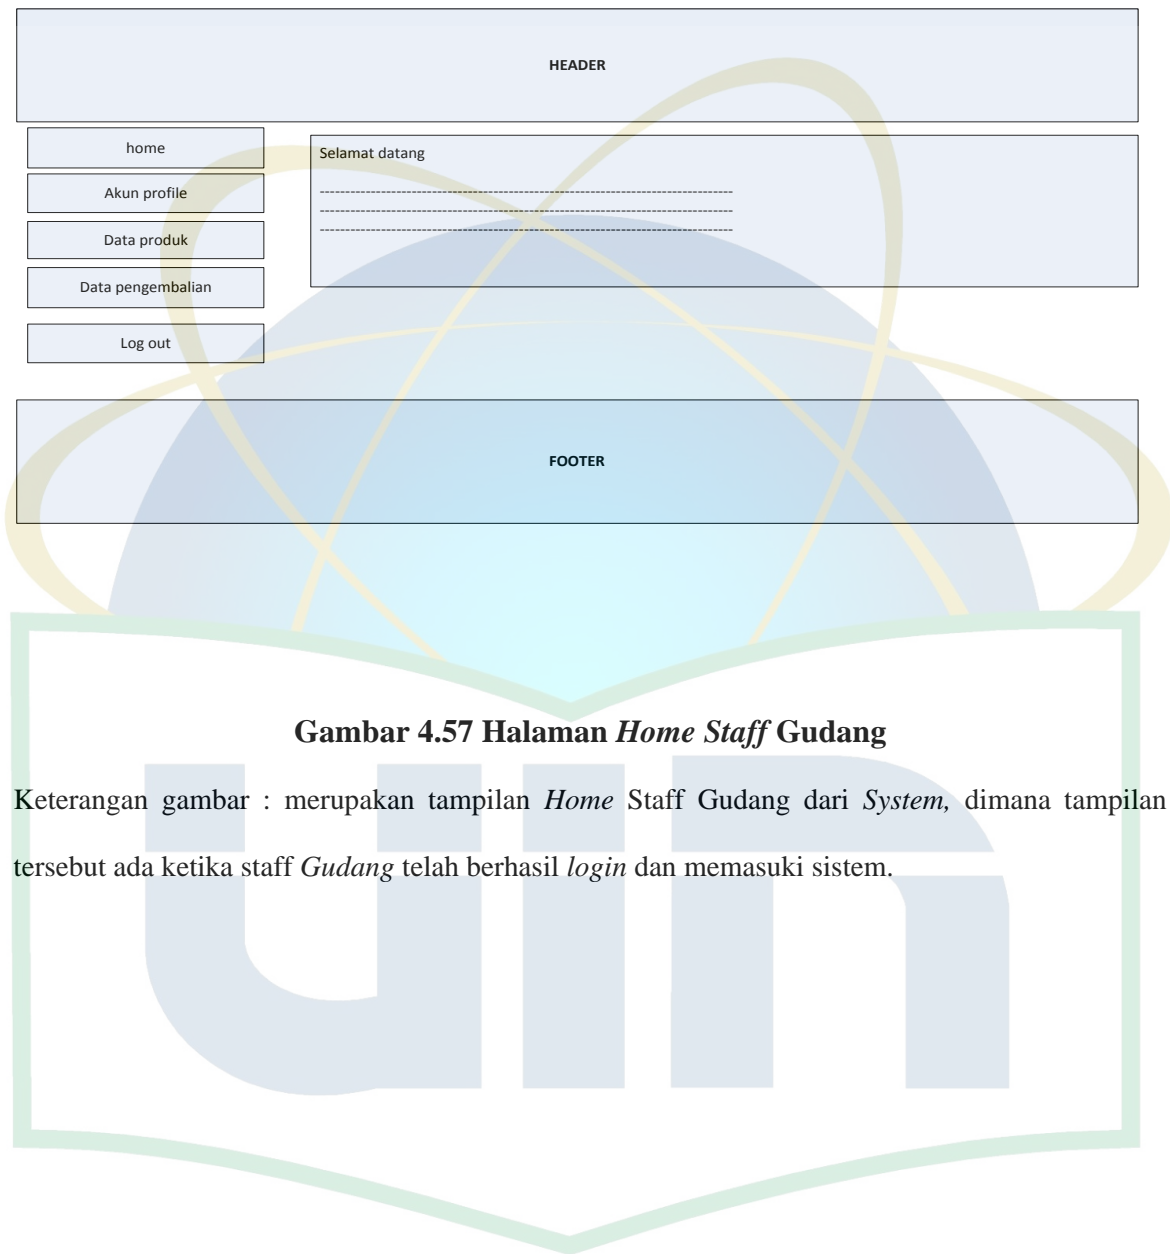 HEADER
home
Akun profile
Data produk
Data pengembalian
Log out
Selamat datang
--------------------------------------------------------------------------------------------
--------------------------------------------------------------------------------------------
--------------------------------------------------------------------------------------------
FOOTER
Gambar 4.57 Halaman Home Staff Gudang
Keterangan gambar : merupakan tampilan Home Staff Gudang dari System, dimana tampilan
tersebut ada ketika staff Gudang telah berhasil login dan memasuki sistem.
uin